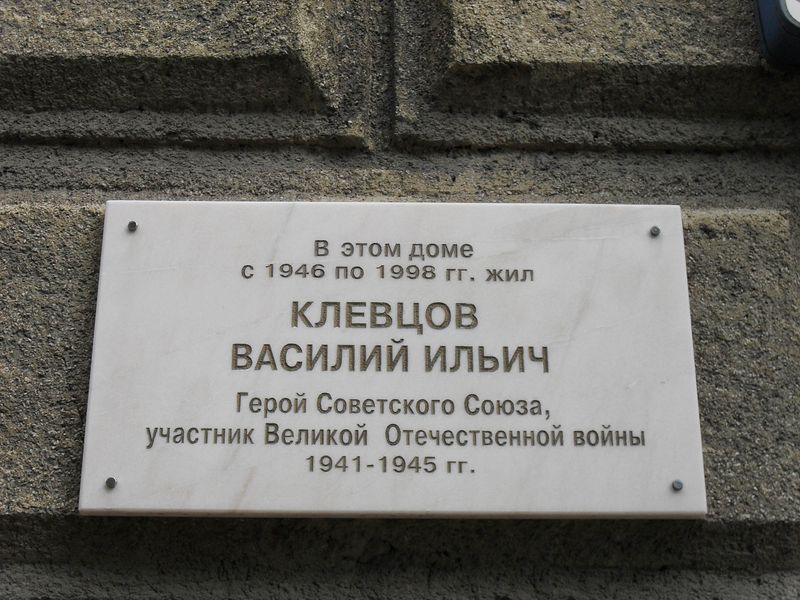 В этом доме
с 1946 по 1998 гг. жил
КЛЕВЦОВ
ВАСИЛИЙ ИЛЬИЧ
Герой Советского Союза,
участник Великой Отечественной войны
1941-1945 гг.